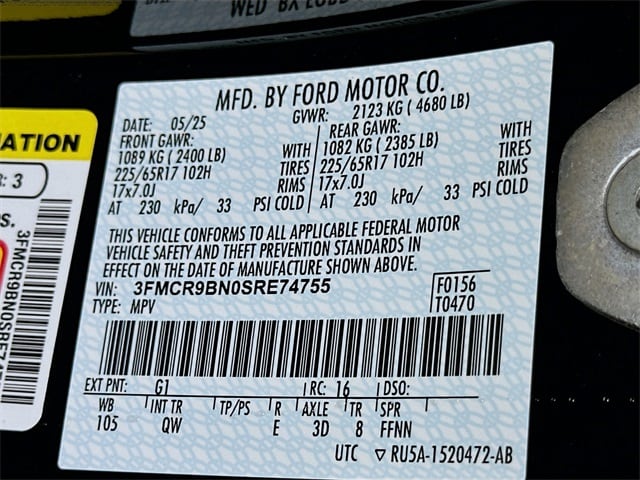 MFD. BY FORD MOTOR CO.
DATE: 05/25 GVWR: 2123 KG ( 4680 LB)
FRONT GAWR: REAR GAWR:
1089 KG ( 2400 LB) WITH 1082 KG ( 2385 LB) WITH
225/65R17 102H TIRES 225/65R17 102H TIRES
17x7.0J RIMS 17x7.0J RIMS
AT 230 kPa/ 33 PSI COLD AT 230 kPa/ 33 PSI COLD
THIS VEHICLE CONFORMS TO ALL APPLICABLE FEDERAL MOTOR
VEHICLE SAFETY AND THEFT PREVENTION STANDARDS IN
EFFECT ON THE DATE OF MANUFACTURE SHOWN ABOVE.
VIN: 3FMCR9BN0SRE74755 F0156
TYPE: MPV T0470
EXT PNT: G1 RC: 16 DSO:
WB INT TR TP/PS R AXLE TR SPR
105 QW E 3D 8 FFNN
UTC ▽ RU5A-1520472-AB
MATION
R: 3
S.
3FMCR9BN0SRE74